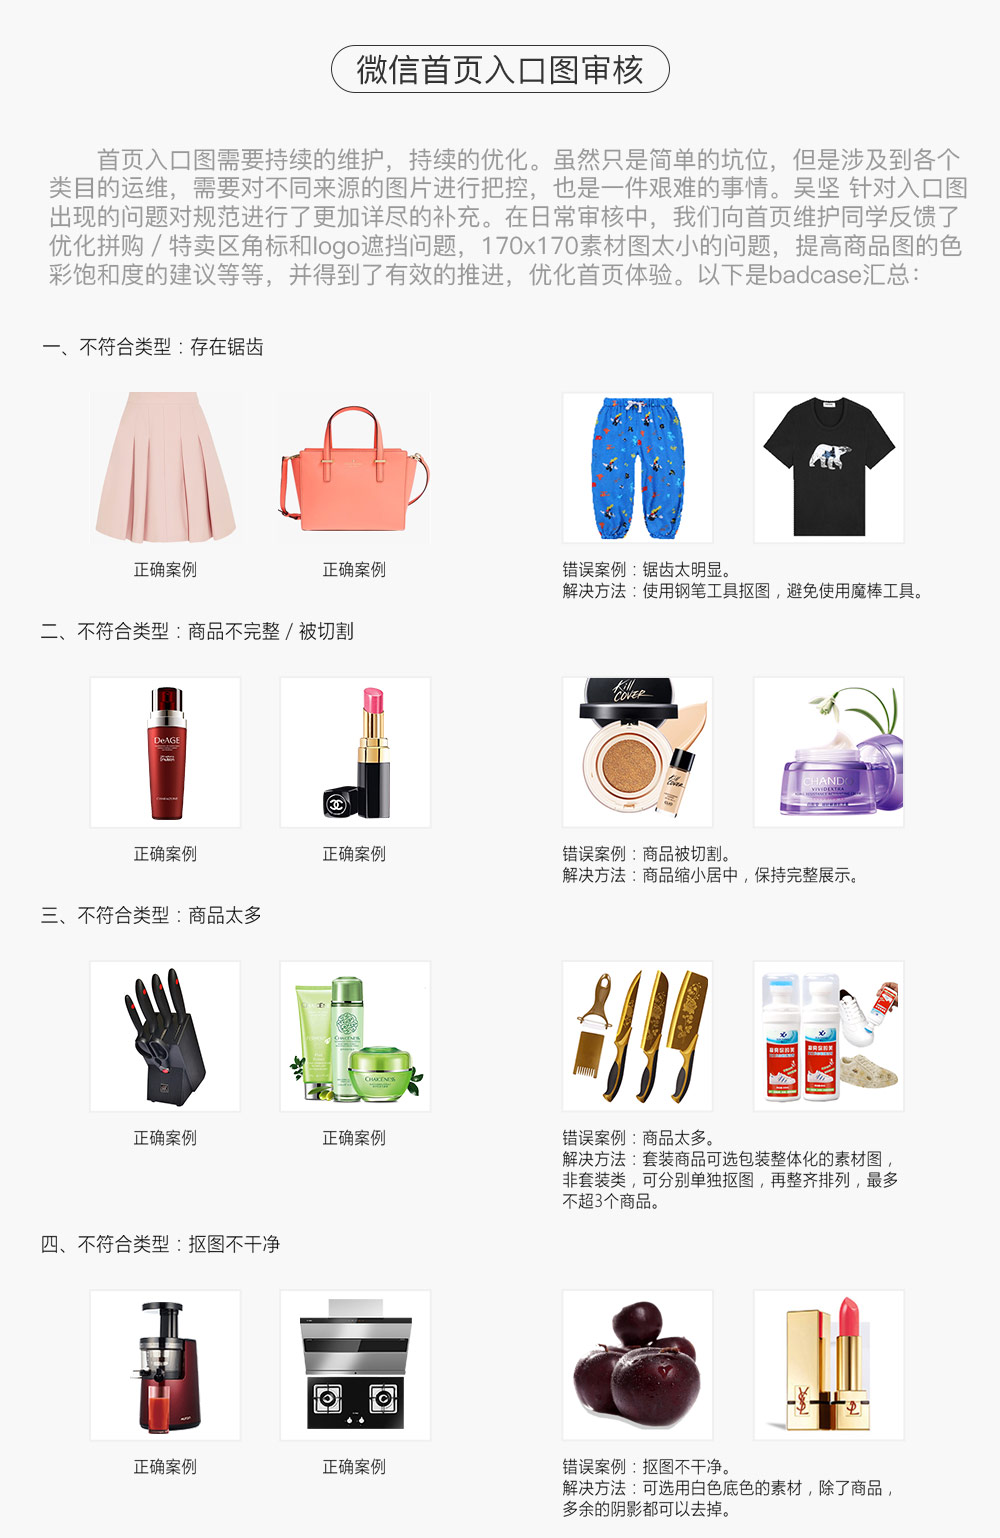 微信首页入口图审核
首页入口图需要持续的维护，持续的优化。虽然只是简单的坑位，但是涉及到各个
类目的运维，需要对不同来源的图片进行把控，也是一件艰难的事情。吴坚 针对入口图
出现的问题对规范进行了更加详尽的补充。在日常审核中，我们向首页维护同学反馈了
优化拼购 / 特卖区角标和logo遮挡问题，170x170素材图太小的问题，提高商品图的色
彩饱和度的建议等等，并得到了有效的推进，优化首页体验。以下是badcase汇总：
一、不符合类型：存在锯齿
正确案例
正确案例
错误案例：锯齿太明显。
解决方法：使用钢笔工具抠图，避免使用魔棒工具。
二、不符合类型：商品不完整 / 被切割
DeAGE
Kill
COVER
Kill
COVER
CHANDO
VIVIDEXTRA
正确案例
正确案例
错误案例：商品被切割。
解决方法：商品缩小居中，保持完整展示。
三、不符合类型：商品太多
正确案例
正确案例
错误案例：商品太多。
解决方法：套装商品可选包装整体化的素材图，
非套装类，可分别单独抠图，再整齐排列，最多
不超3个商品。
四、不符合类型：抠图不干净
正确案例
正确案例
错误案例：抠图不干净。
解决方法：可选用白色底色的素材，除了商品，
多余的阴影都可以去掉。